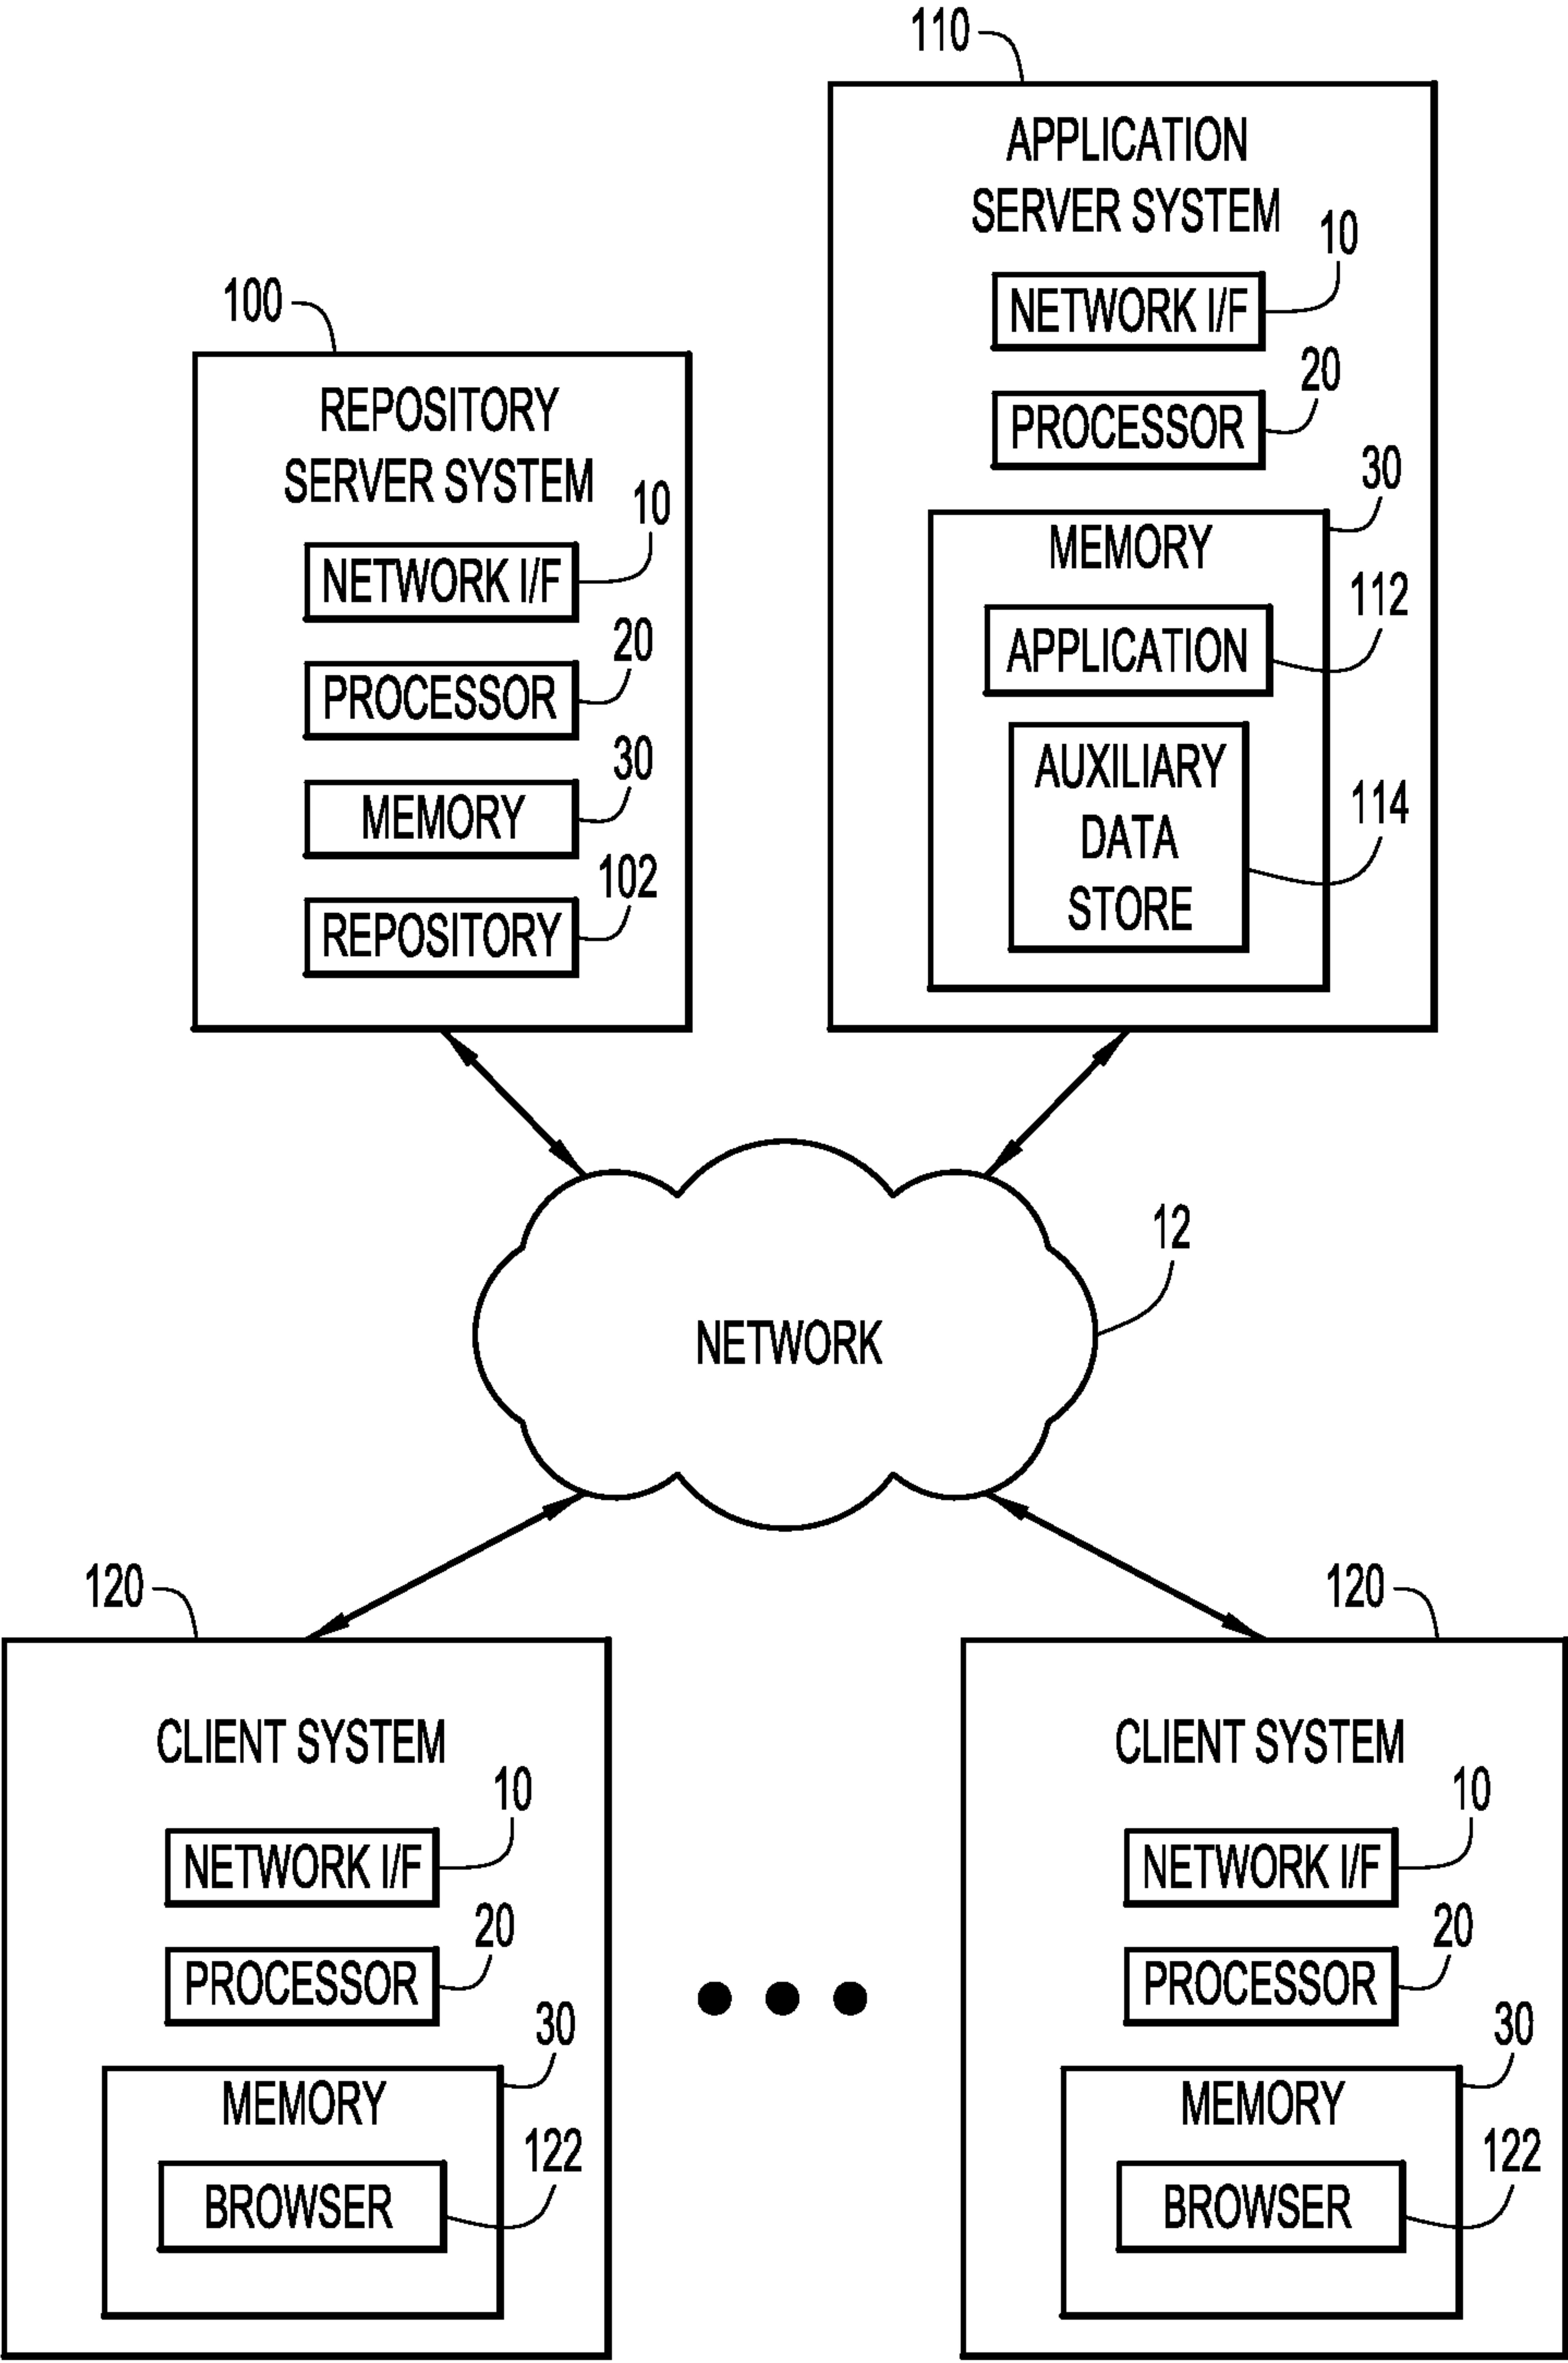 110
APPLICATION
SERVER SYSTEM
10
NETWORK I/F
20
PROCESSOR
30
MEMORY
112
APPLICATION
AUXILIARY
DATA
STORE
114
100
REPOSITORY
SERVER SYSTEM
10
NETWORK I/F
20
PROCESSOR
30
MEMORY
102
REPOSITORY
12
NETWORK
120
CLIENT SYSTEM
10
NETWORK I/F
20
PROCESSOR
30
MEMORY
122
BROWSER
120
CLIENT SYSTEM
10
NETWORK I/F
20
PROCESSOR
30
MEMORY
122
BROWSER